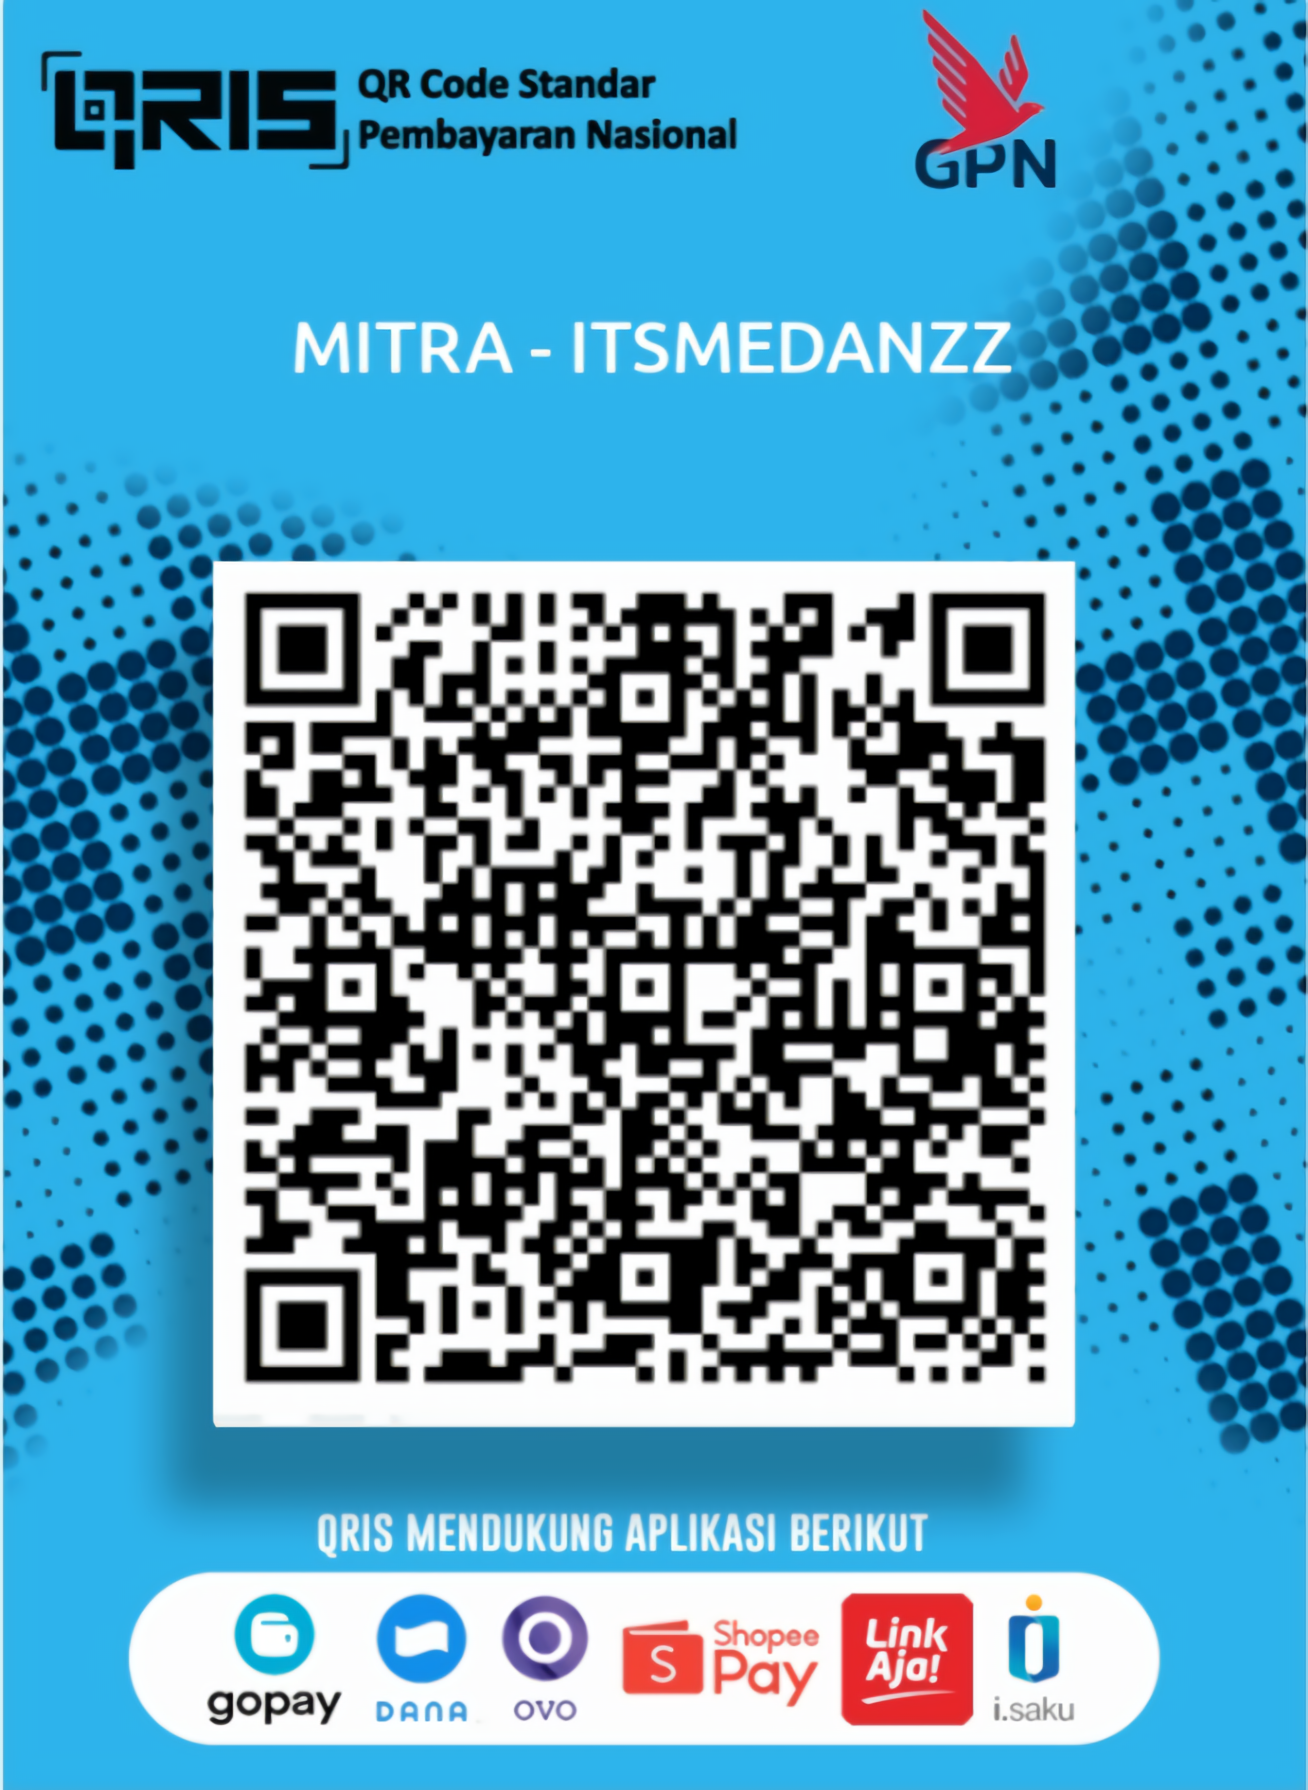 QRIS
QR Code Standar
Pembayaran Nasional
GPN
MITRA - ITSMEDANZZ
QRIS MENDUKUNG APLIKASI BERIKUT
gopay
DANA
OVO
S
Shopee
Pay
Link
Aja!
i.saku